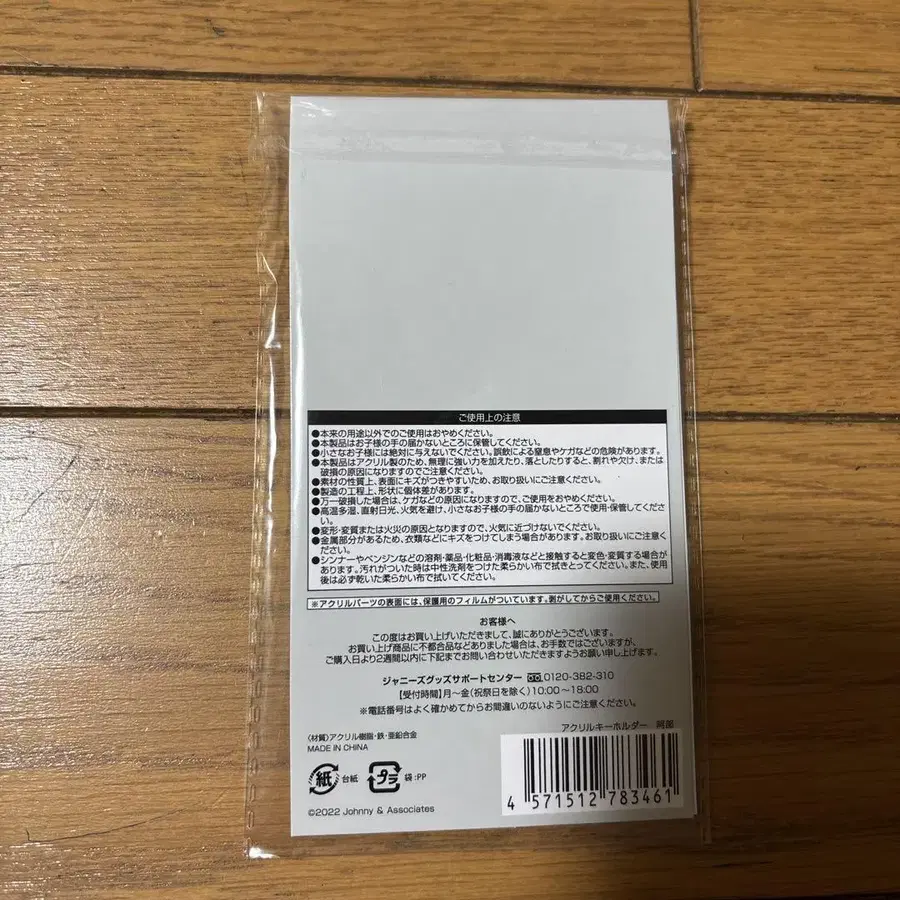 ご使用上の注意
●本来の用途以外でのご使用はおやめください。
●本製品はお子様の手の届かないところに保管してください。
●小さなお子様には絶対に与えないでください。誤飲による窒息やケガなどの危険があります。
●本製品はアクリル製のため、無理に強い力を加えたり、落としたりすると、割れや欠け、または
破損の原因になりますのでご注意ください。
●素材の性質上、表面にキズがつきやすいため、お取り扱いにご注意ください。
●製造の工程上、形状に個体差があります。
●万一破損した場合は、ケガなどの原因になりますので、ご使用をおやめください。
●高温多湿、直射日光、火気を避け、小さなお子様の手の届かないところで使用・保管してくださ
い。
●変形・変質または火災の原因となりますので、火気に近づけないでください。
●金属部分があるため、衣類などにキズをつけてしまう場合があります。お取り扱いにご注意くだ
さい。
●シンナーやベンジンなどの溶剤・薬品・化粧品・消毒液などと接触すると変色・変質する場合が
あります。汚れがついた時は中性洗剤をつけた柔らかい布で拭きとってください。また、使用
後は必ず乾いた柔らかい布で拭いてください。
※アクリルパーツの表面には、保護用のフィルムがついています。剥がしてからご使用ください。
お客様へ
この度はお買い上げいただきまして、誠にありがとうございます。
お買い上げ商品に不都合品などありました場合は、お手数ではございますが、
ご購入日より2週間以内に下記までお問い合わせいただきますようお願い申し上げます。
ジャニーズグッズサポートセンター 0120-382-310
【受付時間】月～金(祝祭日を除く)10:00～18:00
※電話番号はよく確かめてからお間違いのないようにご注意ください。
アクリルキーホルダー 阿部
〈材質〉アクリル樹脂・鉄・亜鉛合金
MADE IN CHINA
紙 台紙 プラ 袋:PP
4 571512 783461
©2022 Johnny & Associates